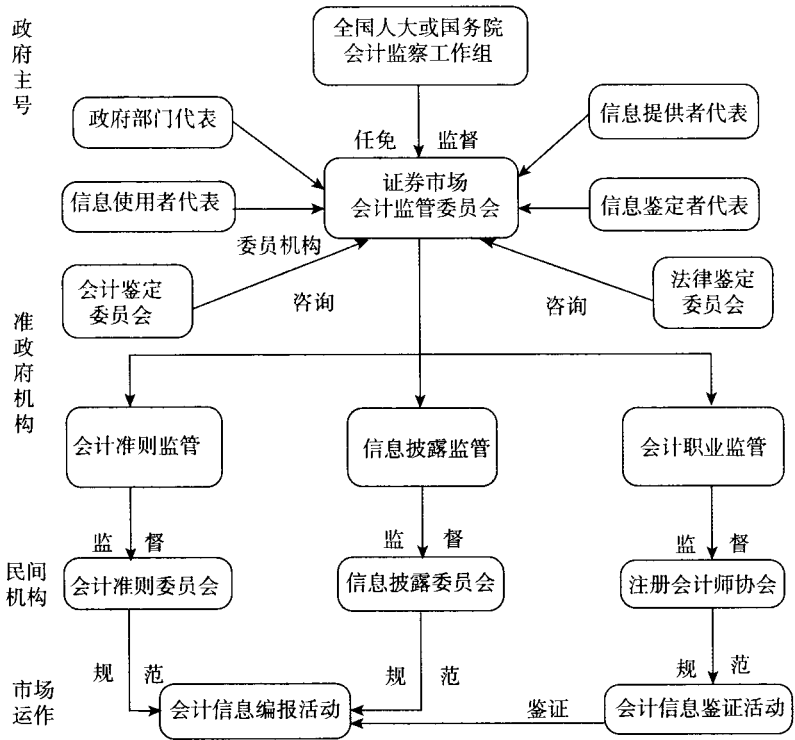 政府主号
全国人大或国务院
会计监察工作组
政府部门代表
信息提供者代表
任免 监督
证券市场
会计监管委员会
信息使用者代表
信息鉴定者代表
委员机构
会计鉴定
委员会
咨询
咨询
法律鉴定
委员会
准政府机构
会计准则监管
信息披露监管
会计职业监管
监 督
监 督
监 督
民间
机构
会计准则委员会
信息披露委员会
注册会计师协会
规 范
规 范
规 范
市场
运作
会计信息编报活动
鉴证
会计信息鉴证活动